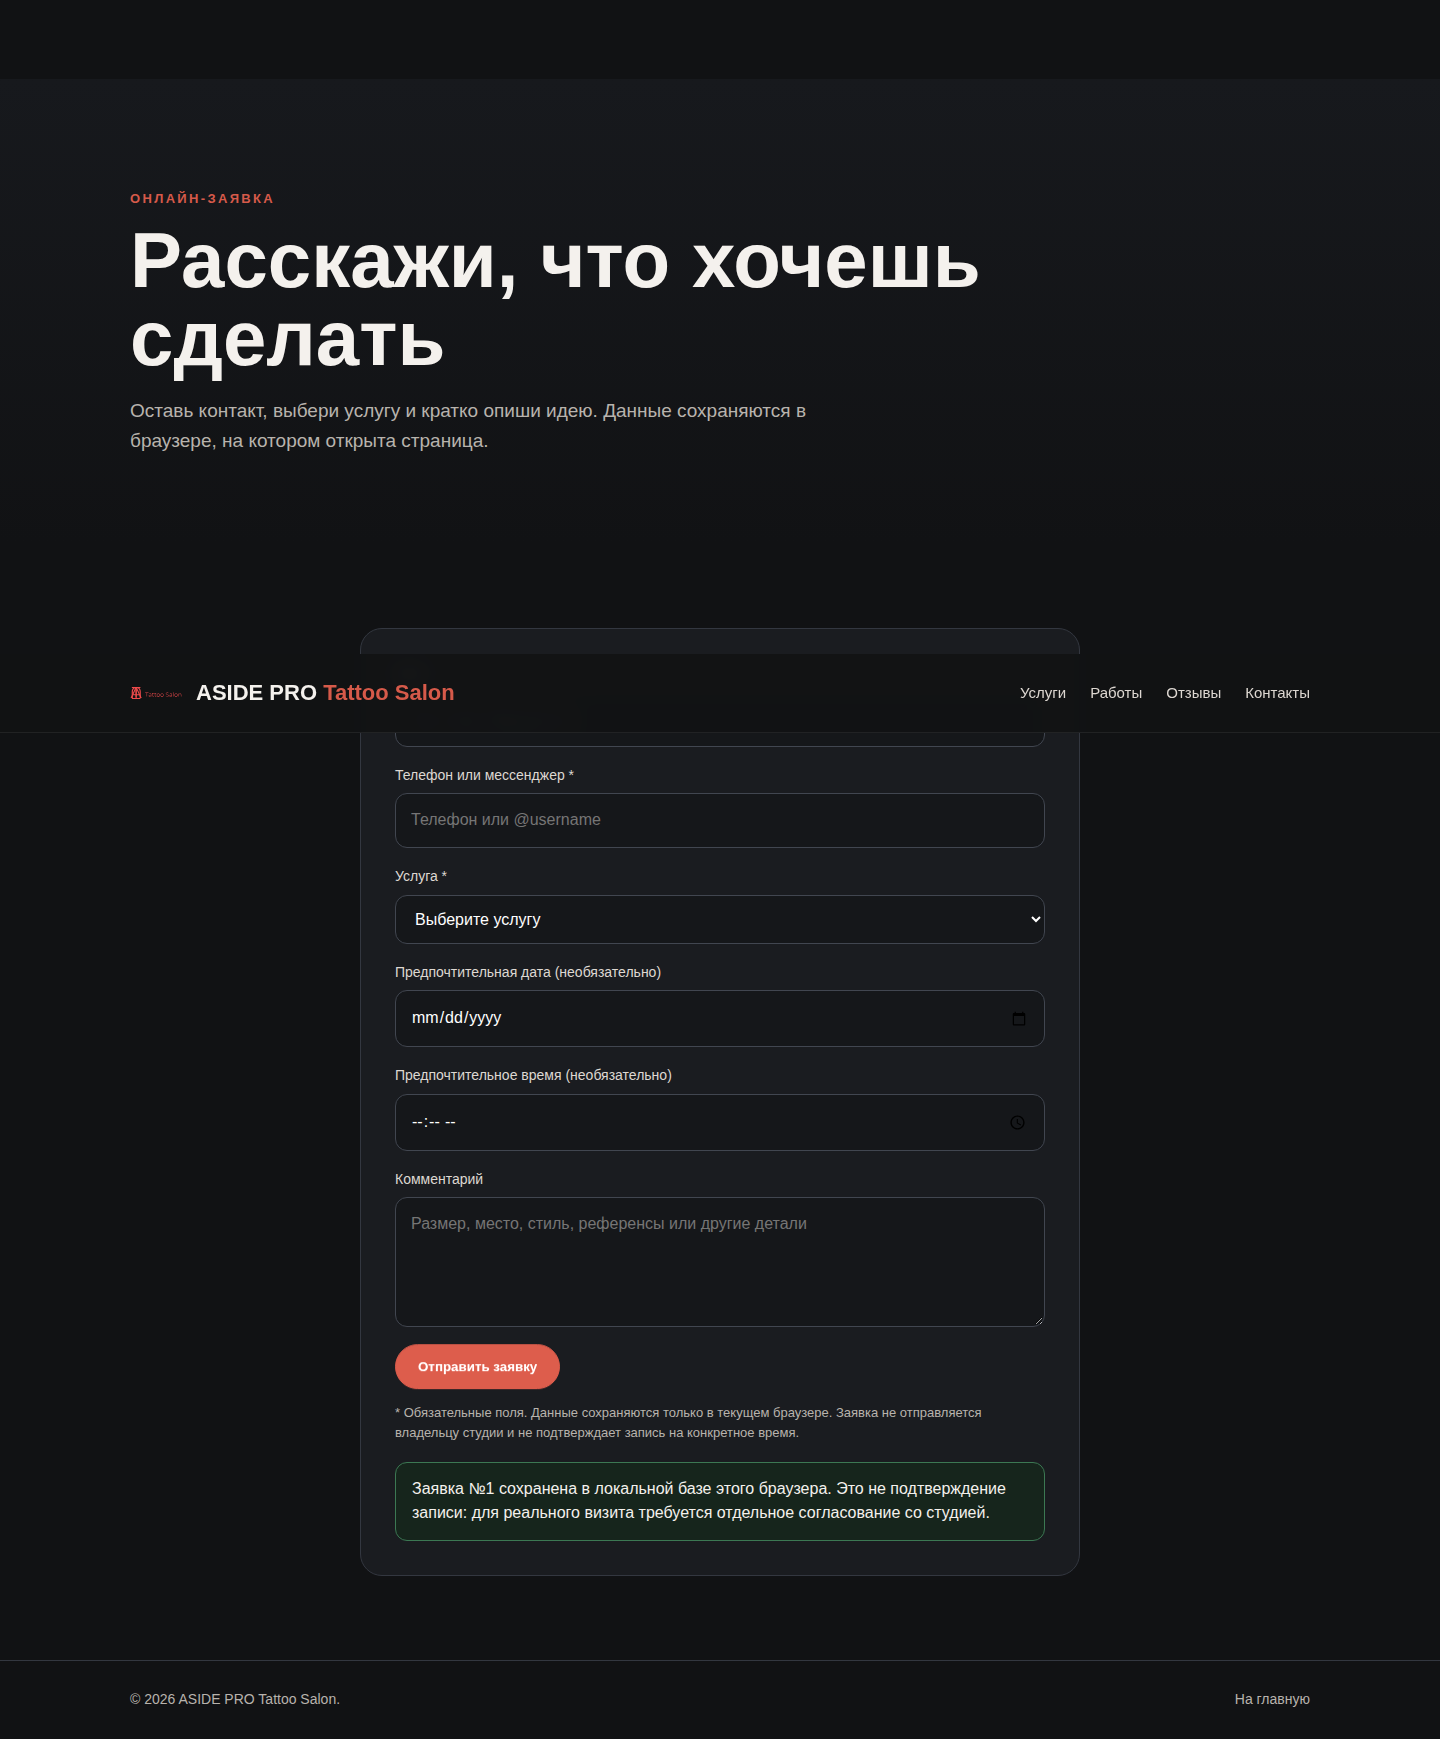 ОНЛАЙН-ЗАЯВКА
Расскажи, что хочешь
сделать
Оставь контакт, выбери услугу и кратко опиши идею. Данные сохраняются в
браузере, на котором открыта страница.
Tattoo Salon
ASIDE PRO Tattoo Salon
Услуги Работы Отзывы Контакты
Телефон или мессенджер *
Телефон или @username
Услуга *
Выберите услугу
Предпочтительная дата (необязательно)
mm/dd/yyyy
Предпочтительное время (необязательно)
--:-- --
Комментарий
Размер, место, стиль, референсы или другие детали
Отправить заявку
* Обязательные поля. Данные сохраняются только в текущем браузере. Заявка не отправляется
владельцу студии и не подтверждает запись на конкретное время.
Заявка №1 сохранена в локальной базе этого браузера. Это не подтверждение
записи: для реального визита требуется отдельное согласование со студией.
© 2026 ASIDE PRO Tattoo Salon.
На главную